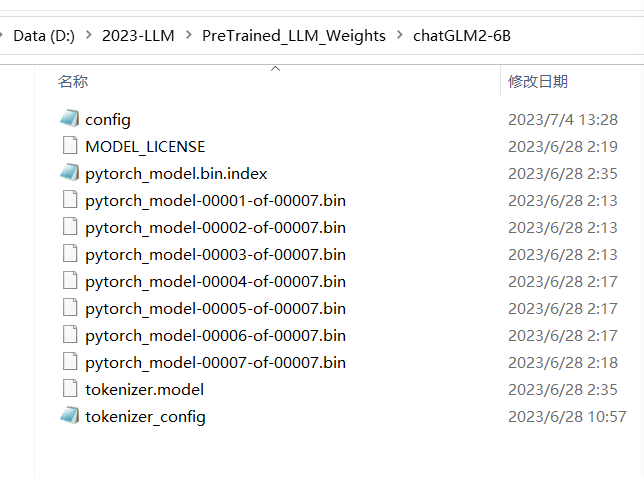 Data (D:) > 2023-LLM > PreTrained_LLM_Weights > chatGLM2-6B
名称 修改日期
config 2023/7/4 13:28
MODEL_LICENSE 2023/6/28 2:19
pytorch_model.bin.index 2023/6/28 2:35
pytorch_model-00001-of-00007.bin 2023/6/28 2:13
pytorch_model-00002-of-00007.bin 2023/6/28 2:13
pytorch_model-00003-of-00007.bin 2023/6/28 2:13
pytorch_model-00004-of-00007.bin 2023/6/28 2:17
pytorch_model-00005-of-00007.bin 2023/6/28 2:17
pytorch_model-00006-of-00007.bin 2023/6/28 2:17
pytorch_model-00007-of-00007.bin 2023/6/28 2:18
tokenizer.model 2023/6/28 2:35
tokenizer_config 2023/6/28 10:57